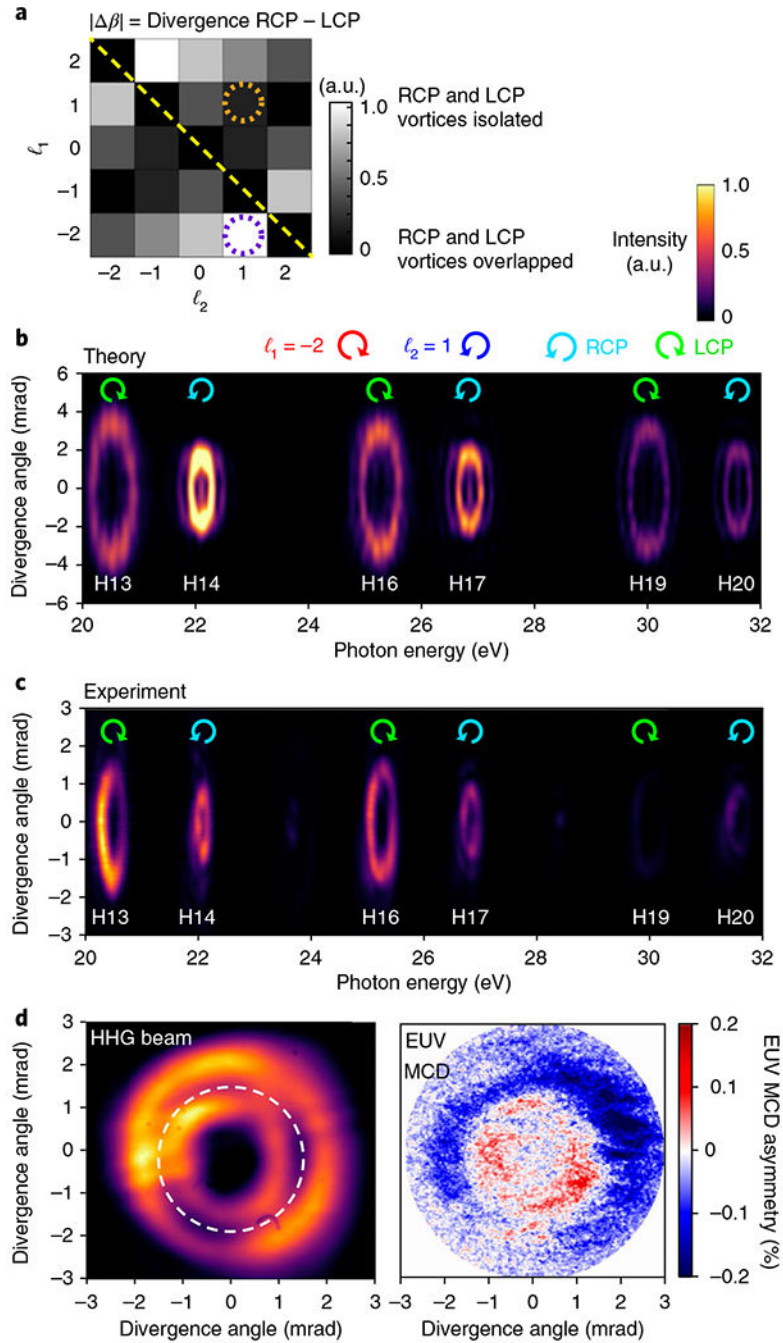 a
|Δβ| = Divergence RCP – LCP
2
1
0
−1
−2
ℓ1
−2 −1 0 1 2
ℓ2
(a.u.)
1.0
0.5
0
RCP and LCP
vortices isolated
RCP and LCP
vortices overlapped
Intensity
(a.u.)
1.0
0.5
0
b
Theory
ℓ1 = −2
ℓ2 = 1
RCP
LCP
Divergence angle (mrad)
6
4
2
0
−2
−4
−6
H13 H14 H16 H17 H19 H20
20 22 24 26 28 30 32
Photon energy (eV)
c
Experiment
Divergence angle (mrad)
3
2
1
0
−1
−2
−3
H13 H14 H16 H17 H19 H20
20 22 24 26 28 30 32
Photon energy (eV)
d
HHG beam
Divergence angle (mrad)
3
2
1
0
−1
−2
−3
−3 −2 −1 0 1 2 3
Divergence angle (mrad)
EUV
MCD
−3 −2 −1 0 1 2 3
Divergence angle (mrad)
0.2
0.1
0
−0.1
−0.2
EUV MCD asymmetry (%)